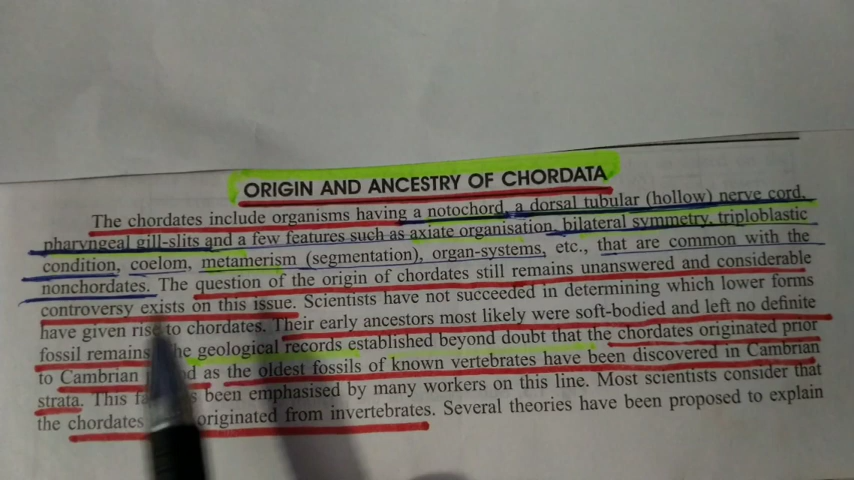 ORIGIN AND ANCESTRY OF CHORDATA
The chordates include organisms having a notochord, a dorsal tubular (hollow) nerve cord,
pharyngeal gill-slits and a few features such as axiate organisation, bilateral symmetry, triploblastic
condition, coelom, metamerism (segmentation), organ-systems, etc., that are common with the
nonchordates. The question of the origin of chordates still remains unanswered and considerable
controversy exists on this issue. Scientists have not succeeded in determining which lower forms
have given rise to chordates. Their early ancestors most likely were soft-bodied and left no definite
fossil remains. The geological records established beyond doubt that the chordates originated prior
to Cambrian as the oldest fossils of known vertebrates have been discovered in Cambrian
strata. This been emphasised by many workers on this line. Most scientists consider that
the chordates originated from invertebrates. Several theories have been proposed to explain